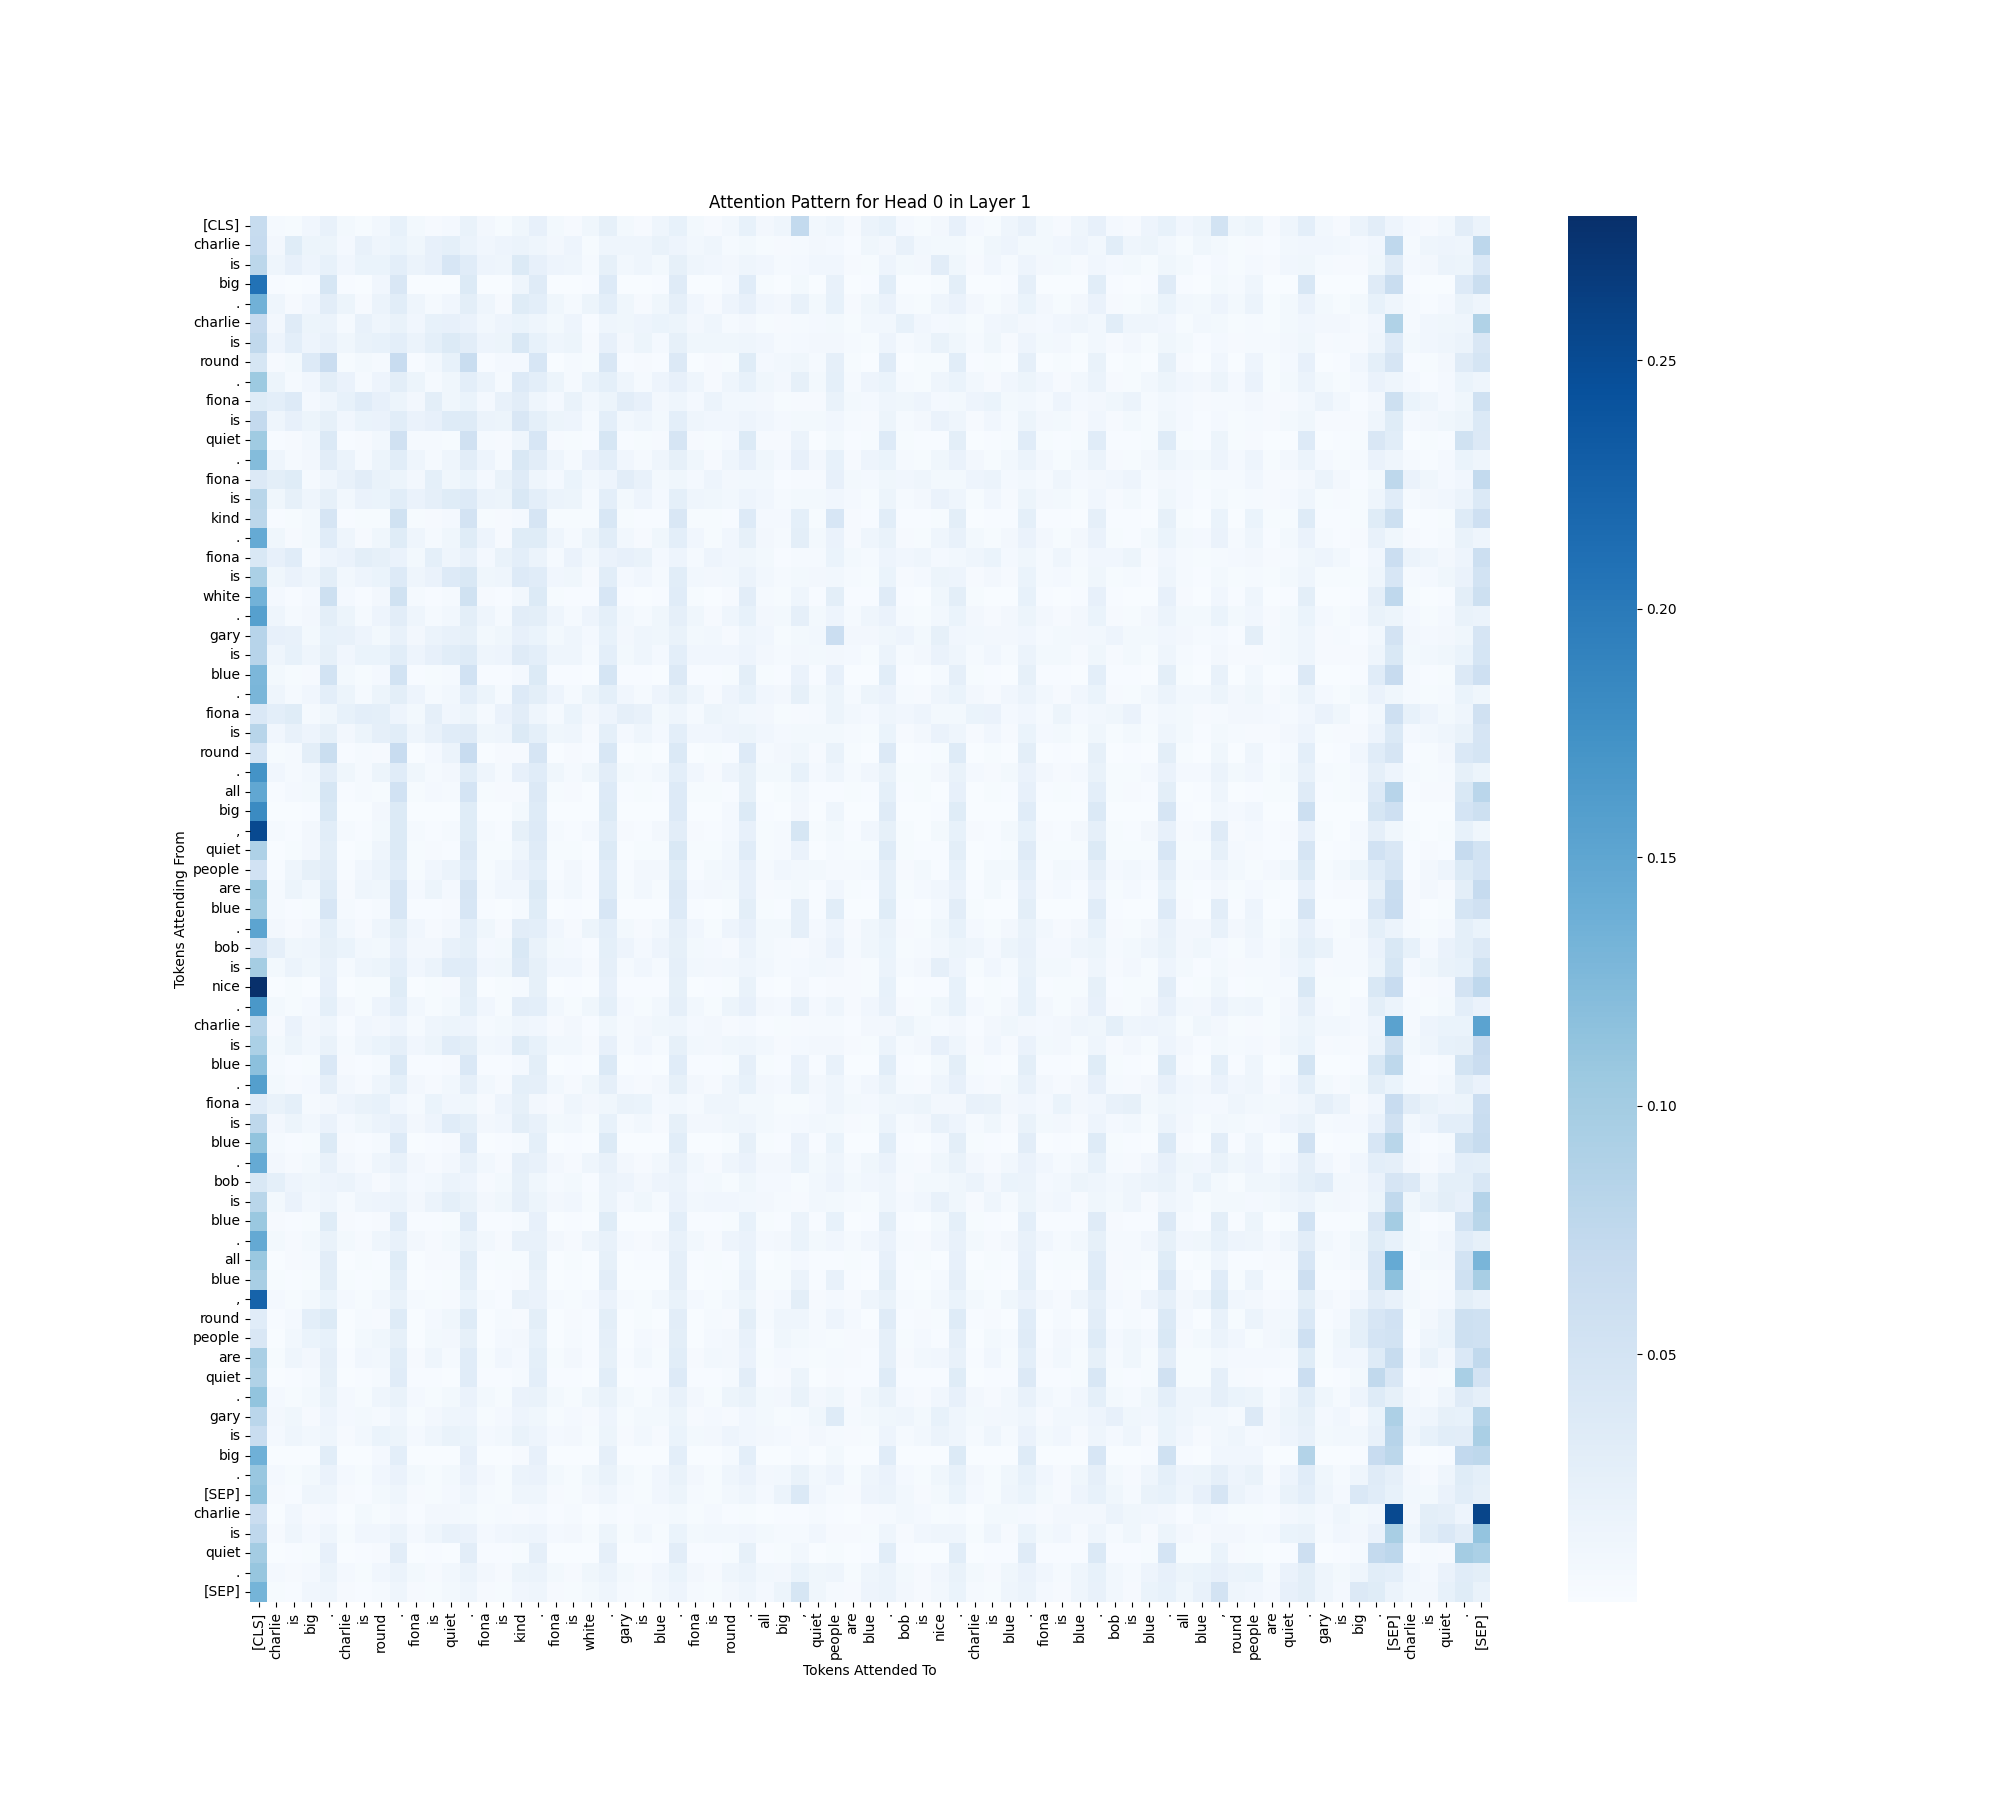 Attention Pattern for Head 0 in Layer 1
Tokens Attending From
[CLS]
charlie
is
big
.
charlie
is
round
.
fiona
is
quiet
.
fiona
is
kind
.
fiona
is
white
.
gary
is
blue
.
fiona
is
round
.
all
big
,
quiet
people
are
blue
.
bob
is
nice
.
charlie
is
blue
.
fiona
is
blue
.
bob
is
blue
.
all
blue
,
round
people
are
quiet
.
gary
is
big
.
[SEP]
charlie
is
quiet
.
[SEP]
[CLS]
charlie
is
big
.
charlie
is
round
.
fiona
is
quiet
.
fiona
is
kind
.
fiona
is
white
.
gary
is
blue
.
fiona
is
round
.
all
big
,
quiet
people
are
blue
.
bob
is
nice
.
charlie
is
blue
.
fiona
is
blue
.
bob
is
blue
.
all
blue
,
round
people
are
quiet
.
gary
is
big
.
[SEP]
charlie
is
quiet
.
[SEP]
Tokens Attended To
0.25
0.20
0.15
0.10
0.05